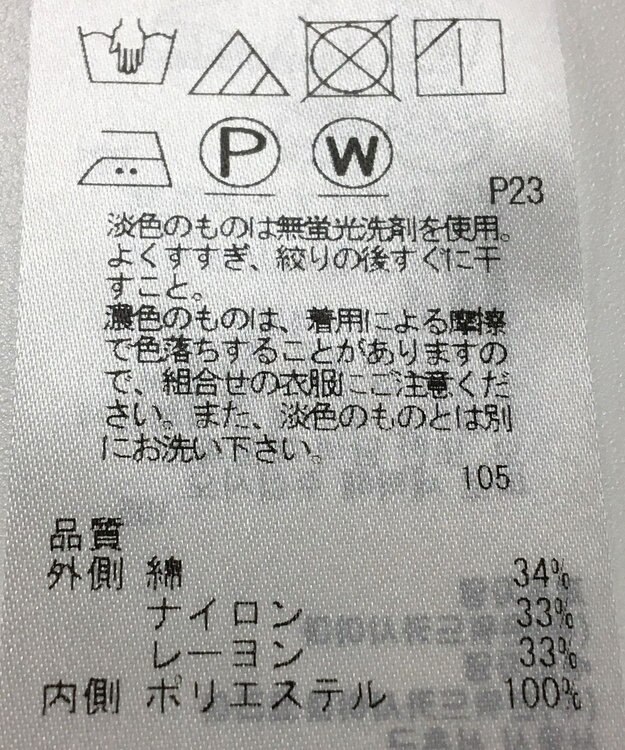 P W
P23
淡色のものは無蛍光洗剤を使用。
よくすすぎ、絞りの後すぐに干
すこと。
濃色のものは、着用による摩擦
で色落ちすることがありますの
で、組合せの衣服にご注意くだ
さい。また、淡色のものとは別
にお洗い下さい。
105
品質
外側 綿 34%
ナイロン 33%
レーヨン 33%
内側 ポリエステル 100%